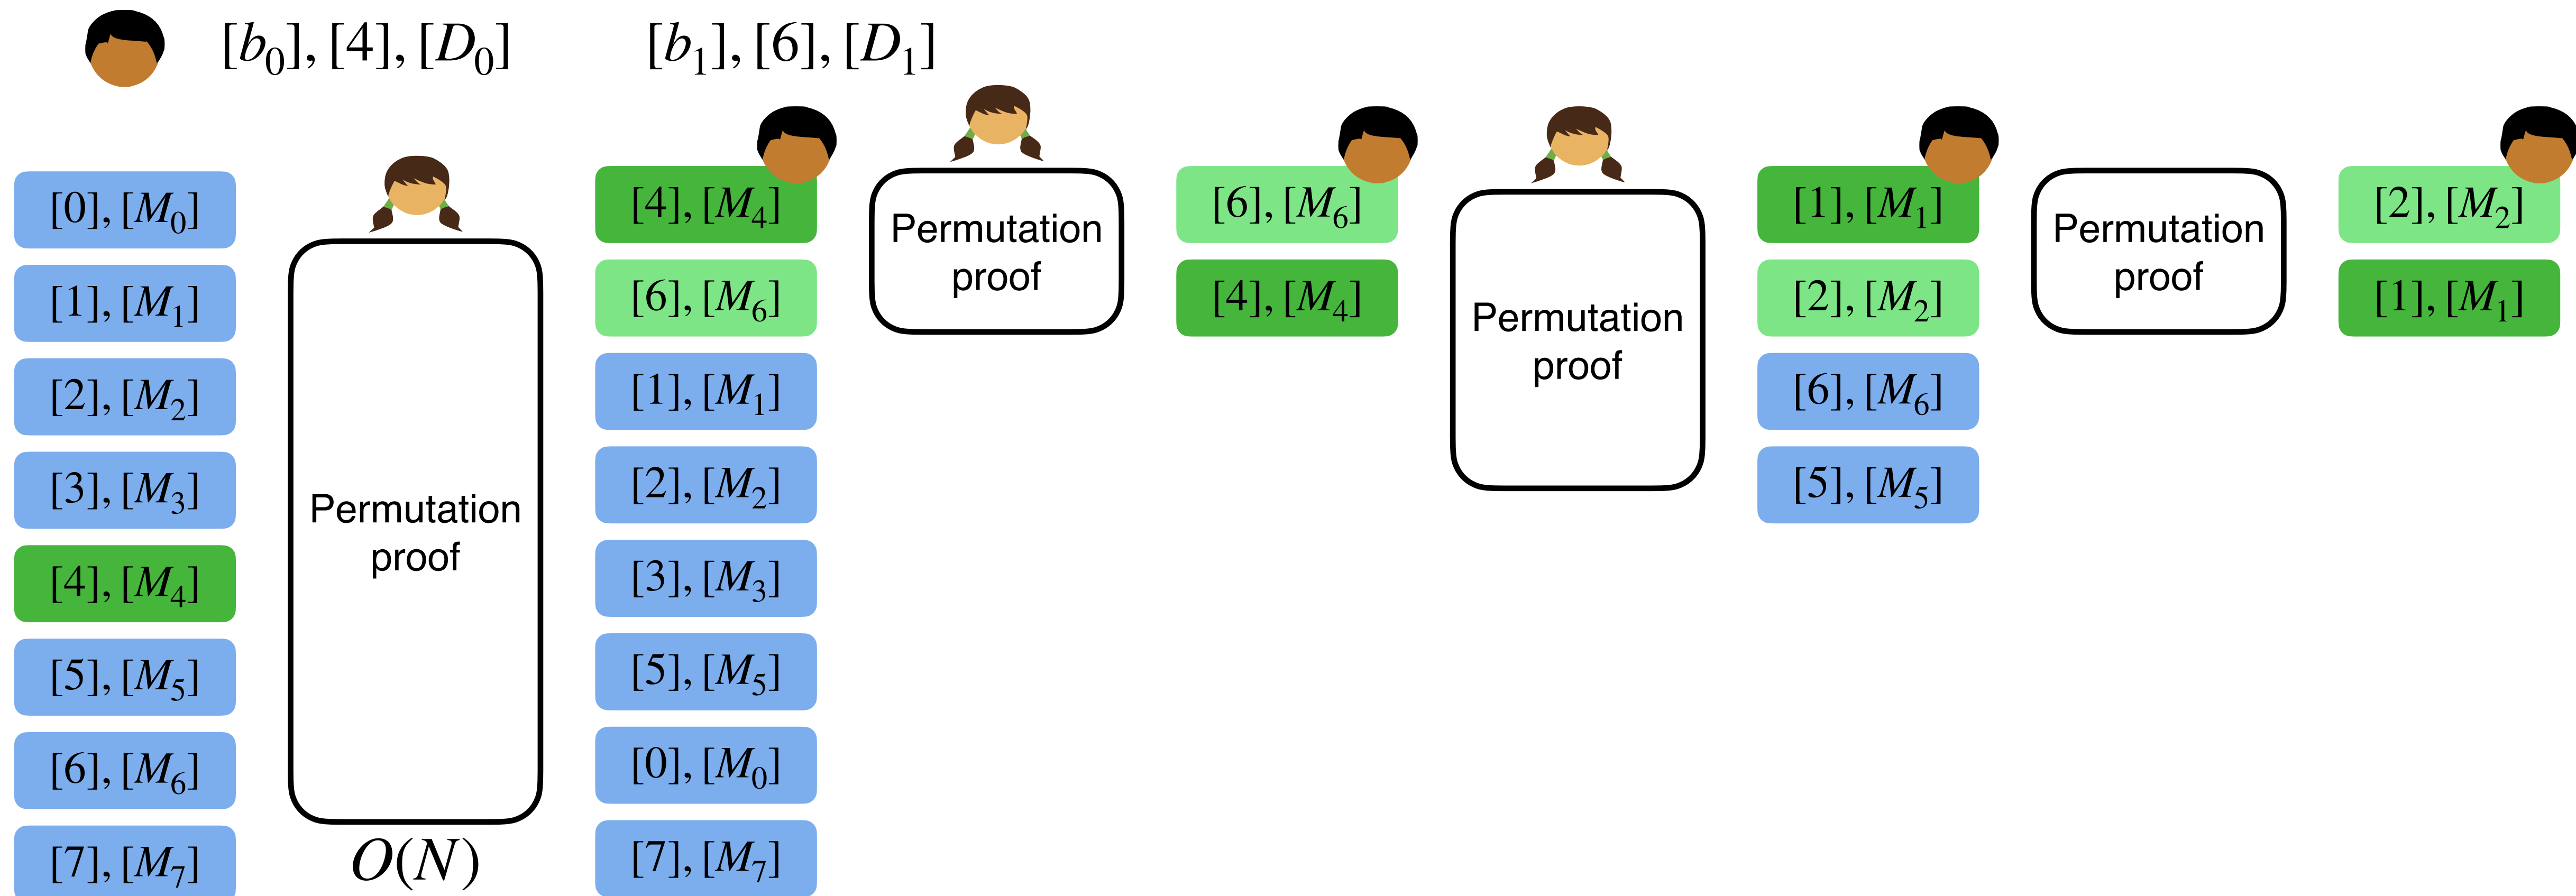 [b₀], [4], [D₀]
[b₁], [6], [D₁]
[0], [M₀]
[1], [M₁]
[2], [M₂]
[3], [M₃]
[4], [M₄]
[5], [M₅]
[6], [M₆]
[7], [M₇]
Permutation
proof
O(N)
[4], [M₄]
[6], [M₆]
[1], [M₁]
[2], [M₂]
[3], [M₃]
[5], [M₅]
[0], [M₀]
[7], [M₇]
Permutation
proof
[6], [M₆]
[4], [M₄]
Permutation
proof
[1], [M₁]
[2], [M₂]
[6], [M₆]
[5], [M₅]
Permutation
proof
[2], [M₂]
[1], [M₁]